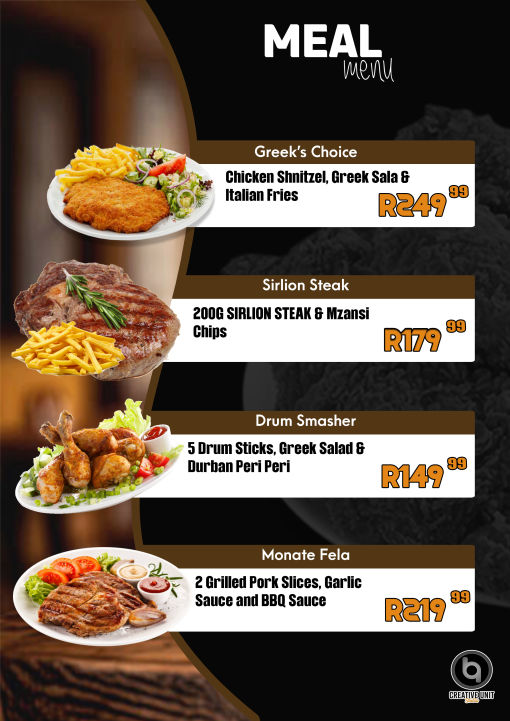 MEAL
menu
Greek's Choice
Chicken Shnitzel, Greek Sala &
Italian Fries
R249 99
Sirlion Steak
200G SIRLION STEAK & Mzansi
Chips
R179 99
Drum Smasher
5 Drum Sticks, Greek Salad &
Durban Peri Peri
R149 99
Monate Fela
2 Grilled Pork Slices, Garlic
Sauce and BBQ Sauce
R219 99
CREATIVE UNIT